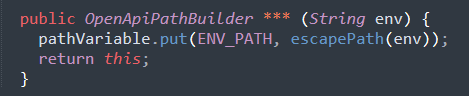 public OpenApiPathBuilder *** (String env) {
pathVariable.put(ENV_PATH, escapePath(env));
return this;
}